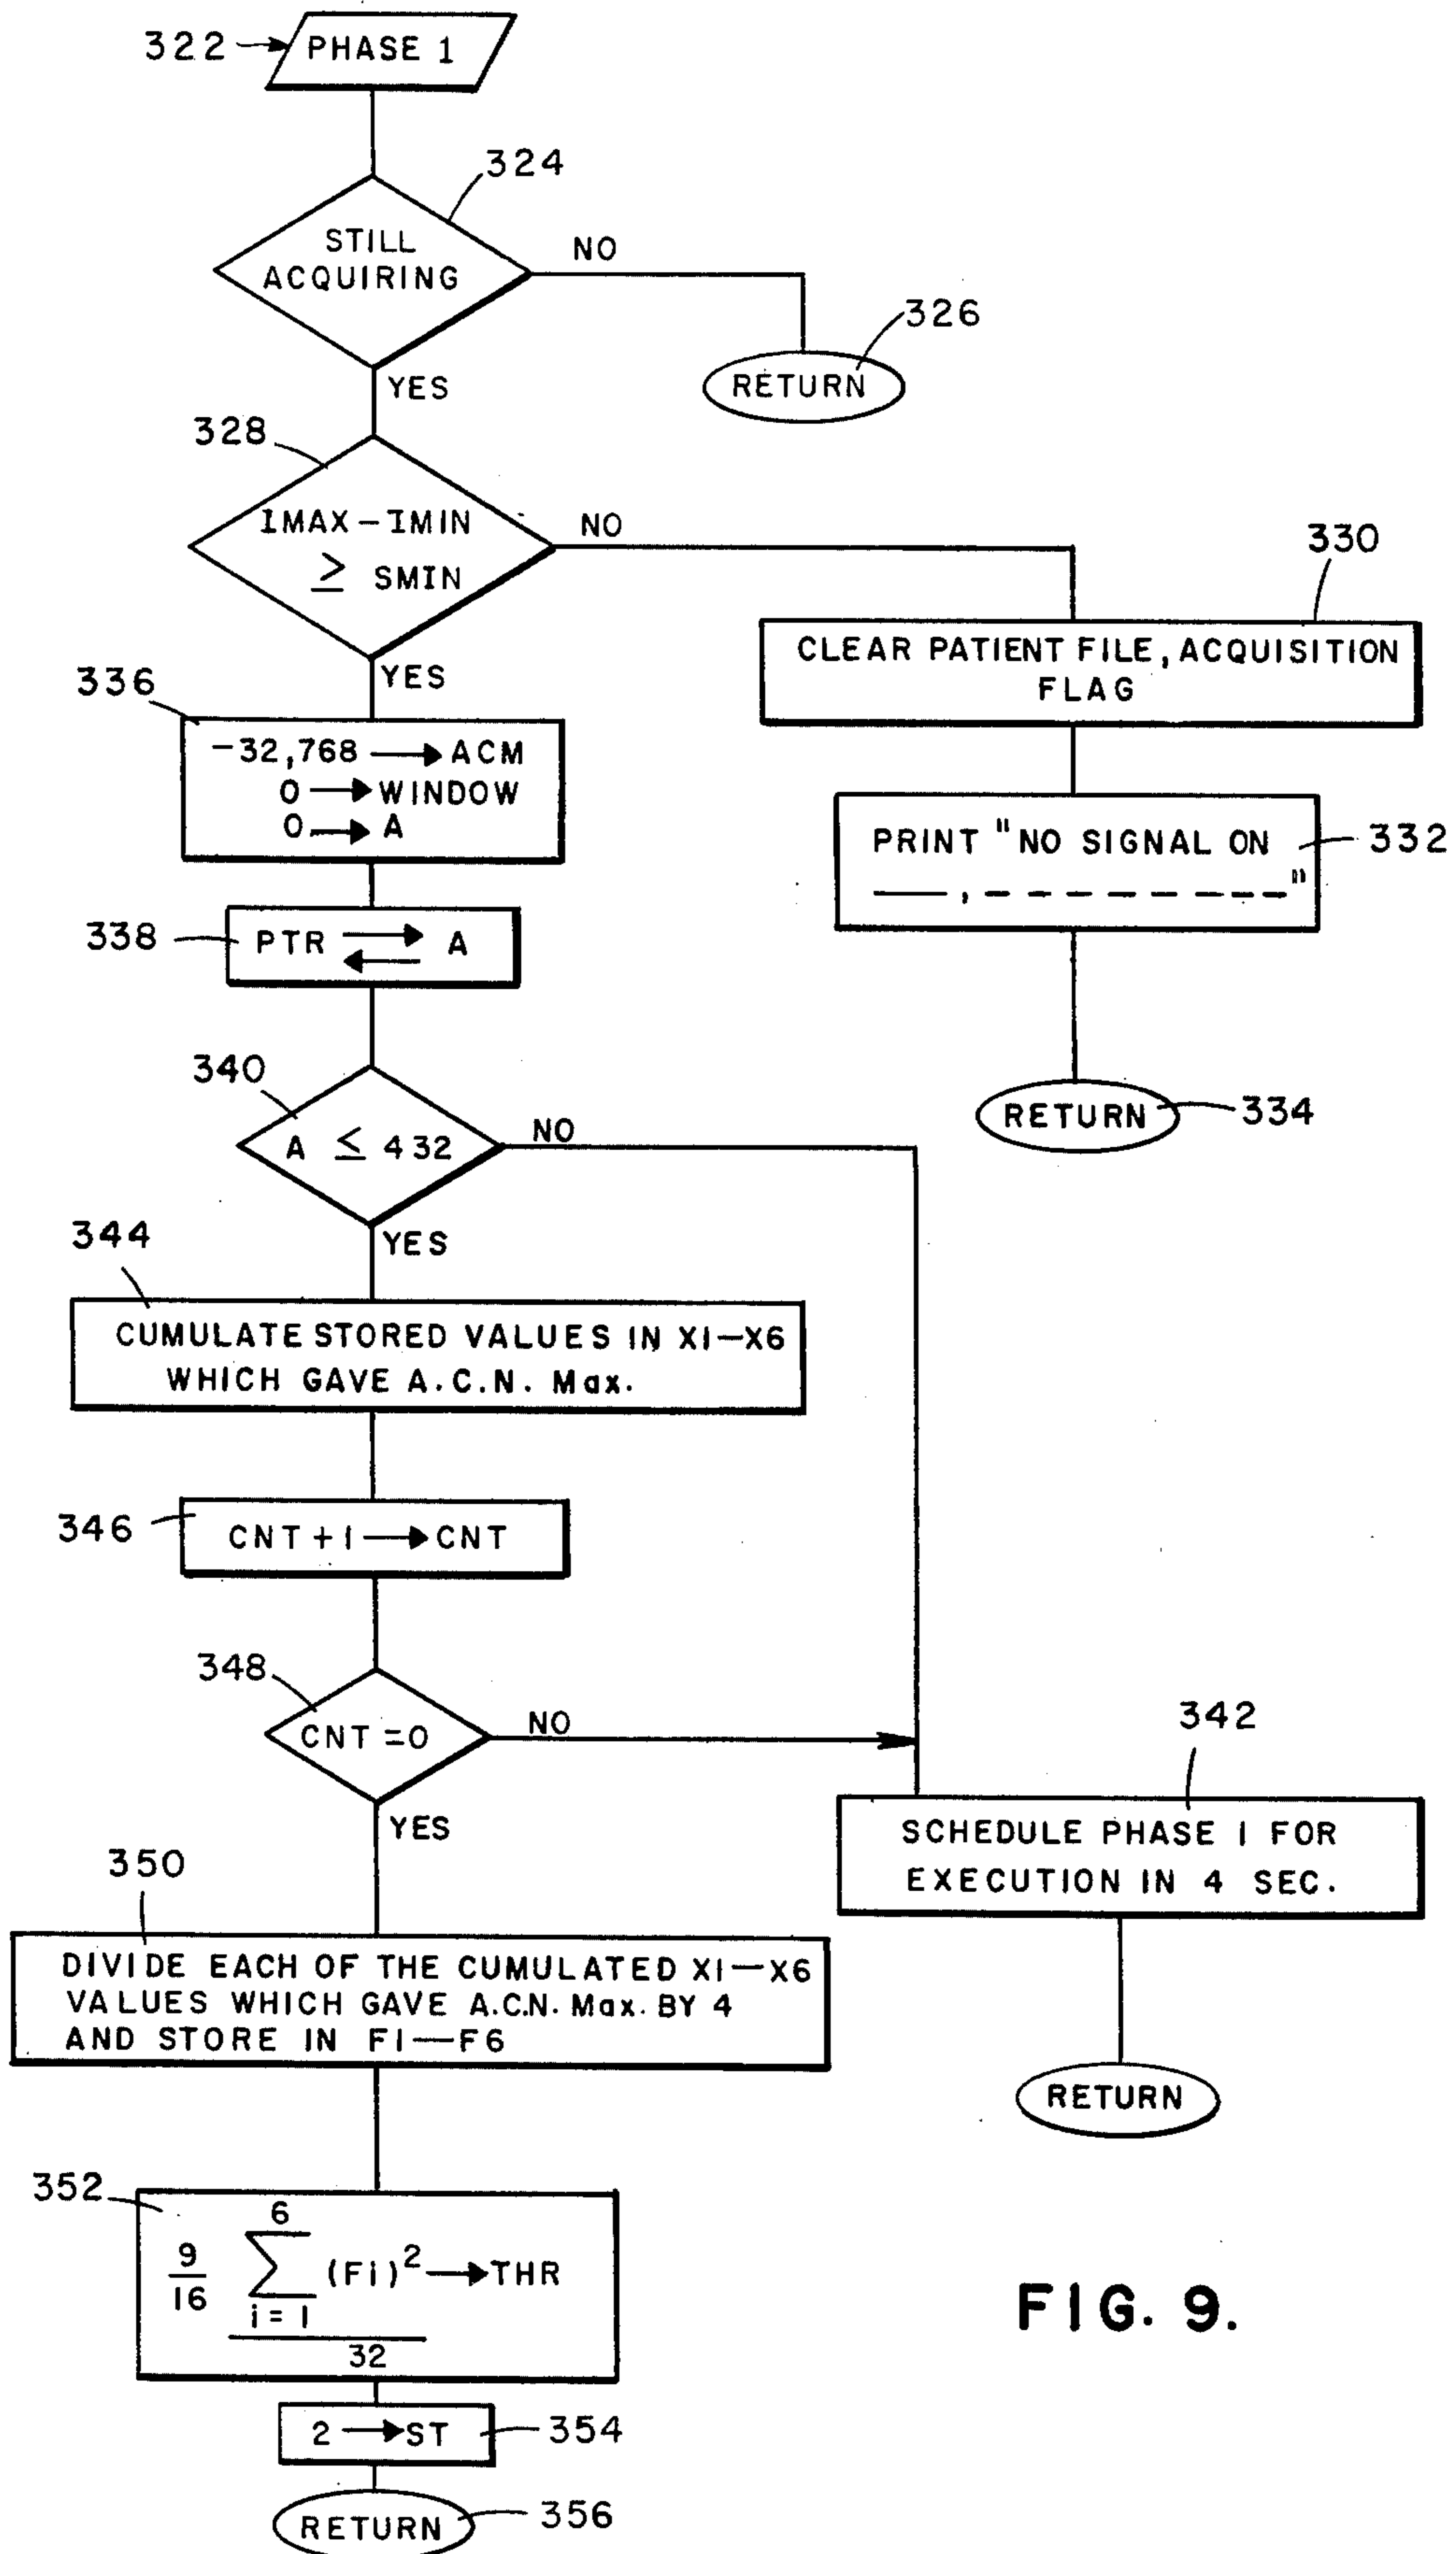 322 PHASE 1
324
STILL
ACQUIRING
NO
326
RETURN
YES
328
IMAX – IMIN
≥ SMIN
NO
330
CLEAR PATIENT FILE, ACQUISITION
FLAG
YES
336
-32,768 → ACM
0 → WINDOW
0 → A
332
PRINT "NO SIGNAL ON
___, _ _ _ _ _ _ _ _"
338
PTR ⇄ A
334
RETURN
340
A ≤ 432
NO
YES
344
CUMULATE STORED VALUES IN X1—X6
WHICH GAVE A.C.N. Max.
346
CNT + 1 → CNT
348
CNT = 0
NO
342
SCHEDULE PHASE 1 FOR
EXECUTION IN 4 SEC.
RETURN
YES
350
DIVIDE EACH OF THE CUMULATED X1—X6
VALUES WHICH GAVE A.C.N. Max. BY 4
AND STORE IN F1—F6
352
6
9/16 ∑ (Fi)² → THR
i = 1
32
2 → ST
354
RETURN
356
FIG. 9.